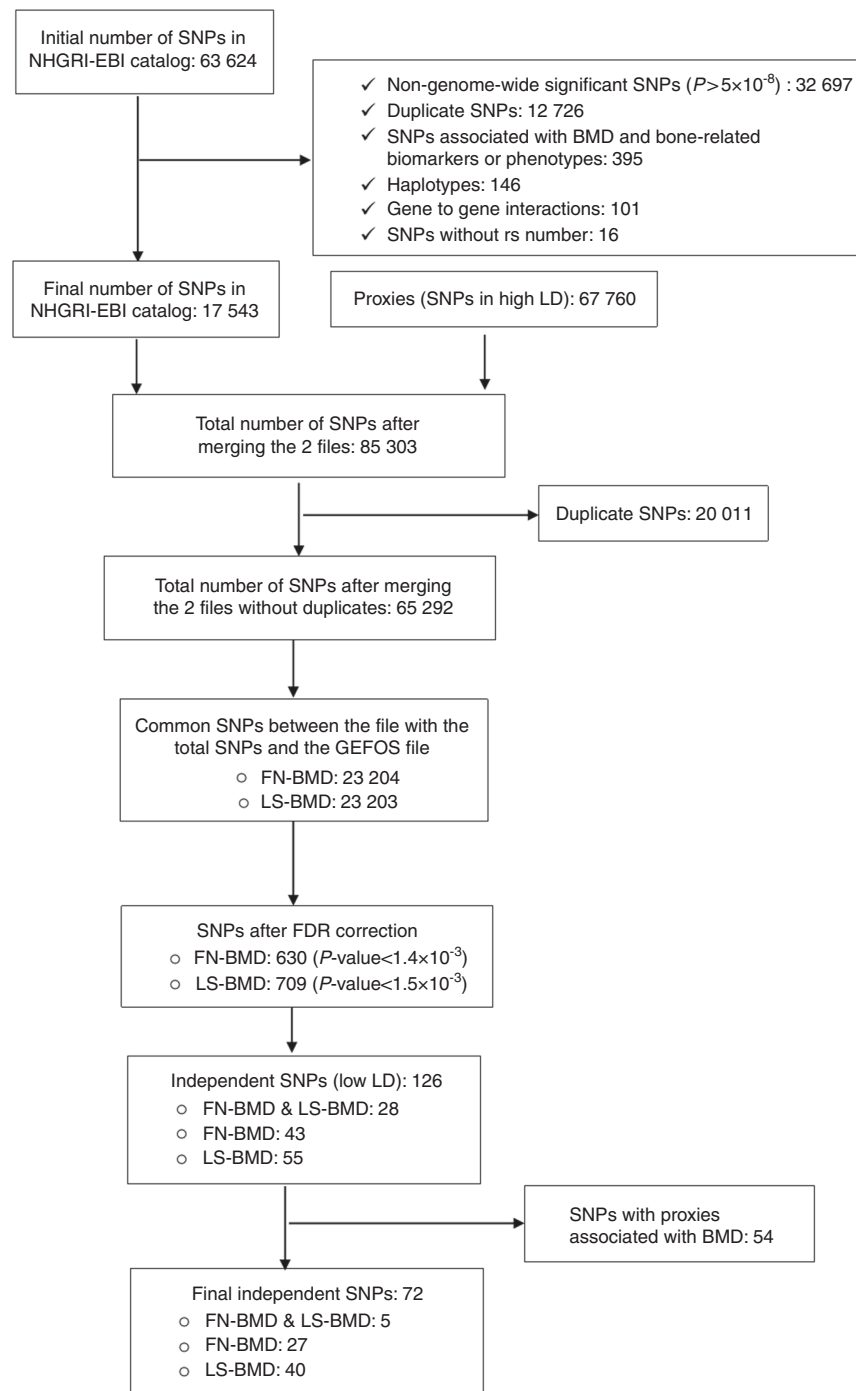 Initial number of SNPs in
NHGRI-EBI catalog: 63 624
✓ Non-genome-wide significant SNPs (P>5×10⁻⁸) : 32 697
✓ Duplicate SNPs: 12 726
✓ SNPs associated with BMD and bone-related
biomarkers or phenotypes: 395
✓ Haplotypes: 146
✓ Gene to gene interactions: 101
✓ SNPs without rs number: 16
Final number of SNPs in
NHGRI-EBI catalog: 17 543
Proxies (SNPs in high LD): 67 760
Total number of SNPs after
merging the 2 files: 85 303
Duplicate SNPs: 20 011
Total number of SNPs after merging
the 2 files without duplicates: 65 292
Common SNPs between the file with the
total SNPs and the GEFOS file
○ FN-BMD: 23 204
○ LS-BMD: 23 203
SNPs after FDR correction
○ FN-BMD: 630 (P-value<1.4×10⁻³)
○ LS-BMD: 709 (P-value<1.5×10⁻³)
Independent SNPs (low LD): 126
○ FN-BMD & LS-BMD: 28
○ FN-BMD: 43
○ LS-BMD: 55
SNPs with proxies
associated with BMD: 54
Final independent SNPs: 72
○ FN-BMD & LS-BMD: 5
○ FN-BMD: 27
○ LS-BMD: 40